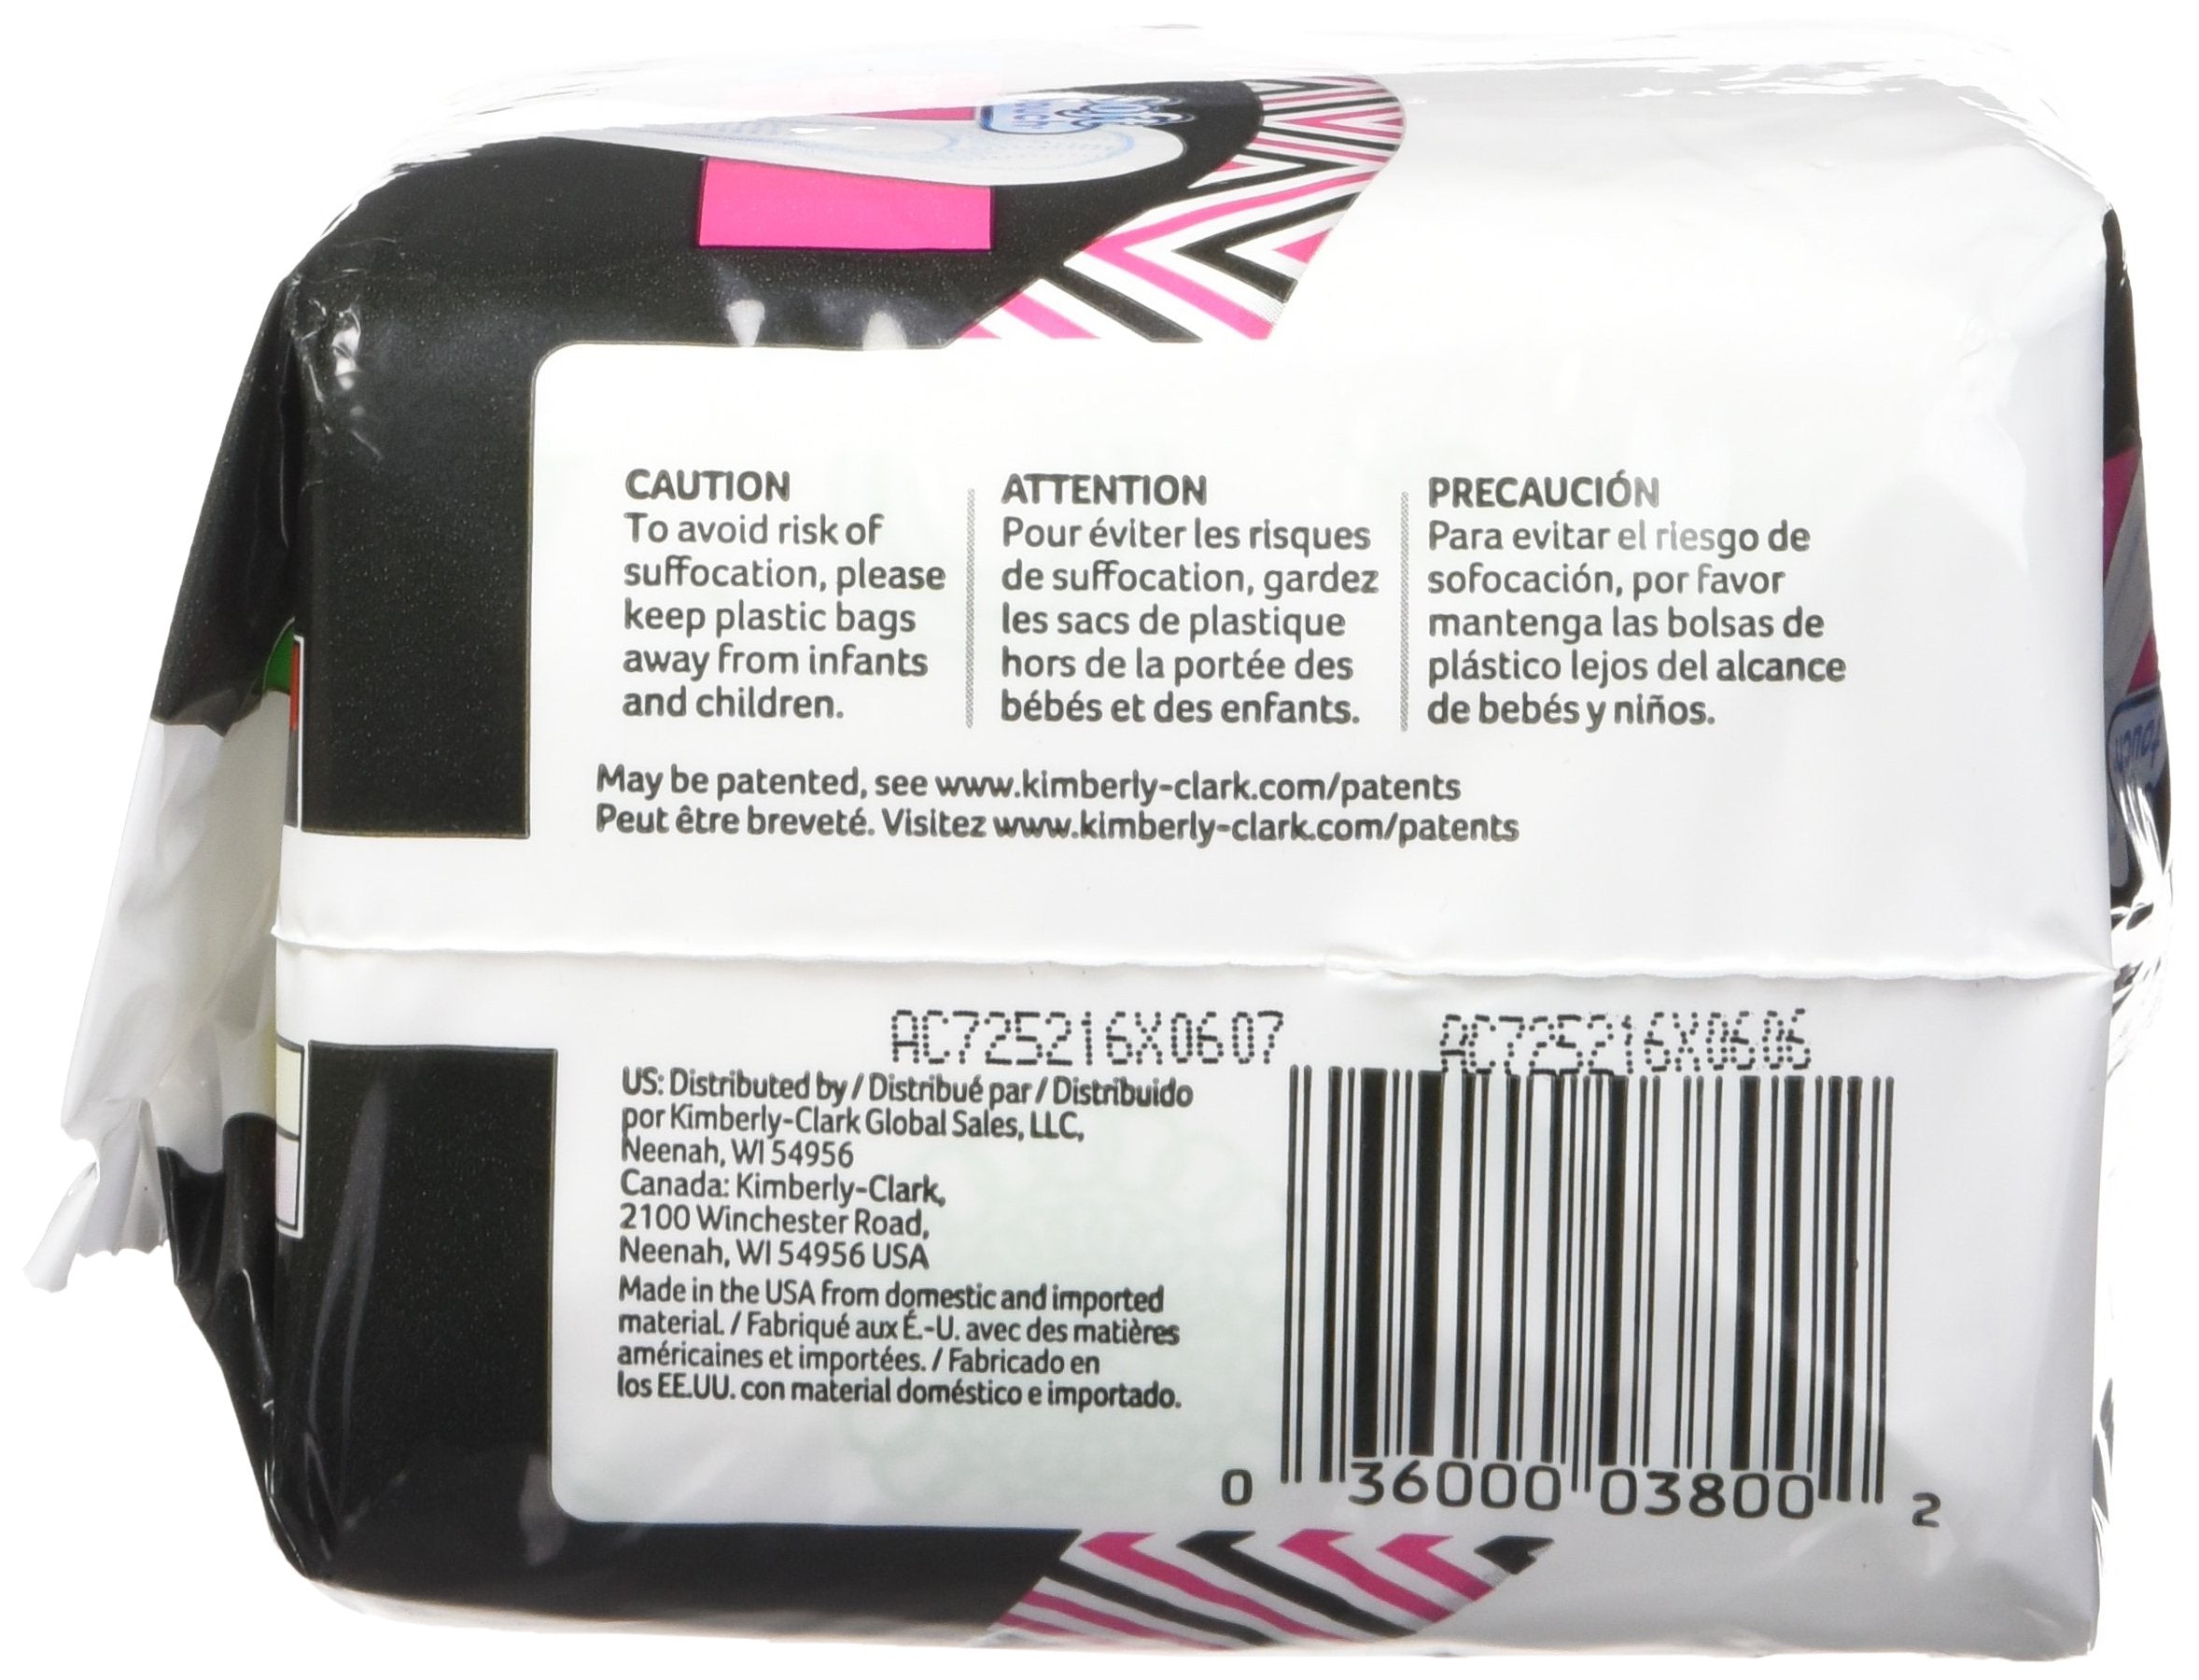 CAUTION
To avoid risk of
suffocation, please
keep plastic bags
away from infants
and children.
ATTENTION
Pour éviter les risques
de suffocation, gardez
les sacs de plastique
hors de la portée des
bébés et des enfants.
PRECAUCIÓN
Para evitar el riesgo de
sofocación, por favor
mantenga las bolsas de
plástico lejos del alcance
de bebés y niños.
May be patented, see www.kimberly-clark.com/patents
Peut être breveté. Visitez www.kimberly-clark.com/patents
AC725216X0607
AC725216X0606
US: Distributed by / Distribué par / Distribuido
por Kimberly-Clark Global Sales, LLC,
Neenah, WI 54956
Canada: Kimberly-Clark,
2100 Winchester Road,
Neenah, WI 54956 USA
Made in the USA from domestic and imported
material. / Fabriqué aux É.-U. avec des matières
américaines et importées. / Fabricado en
los EE.UU. con material doméstico e importado.
0 36000 03800 2